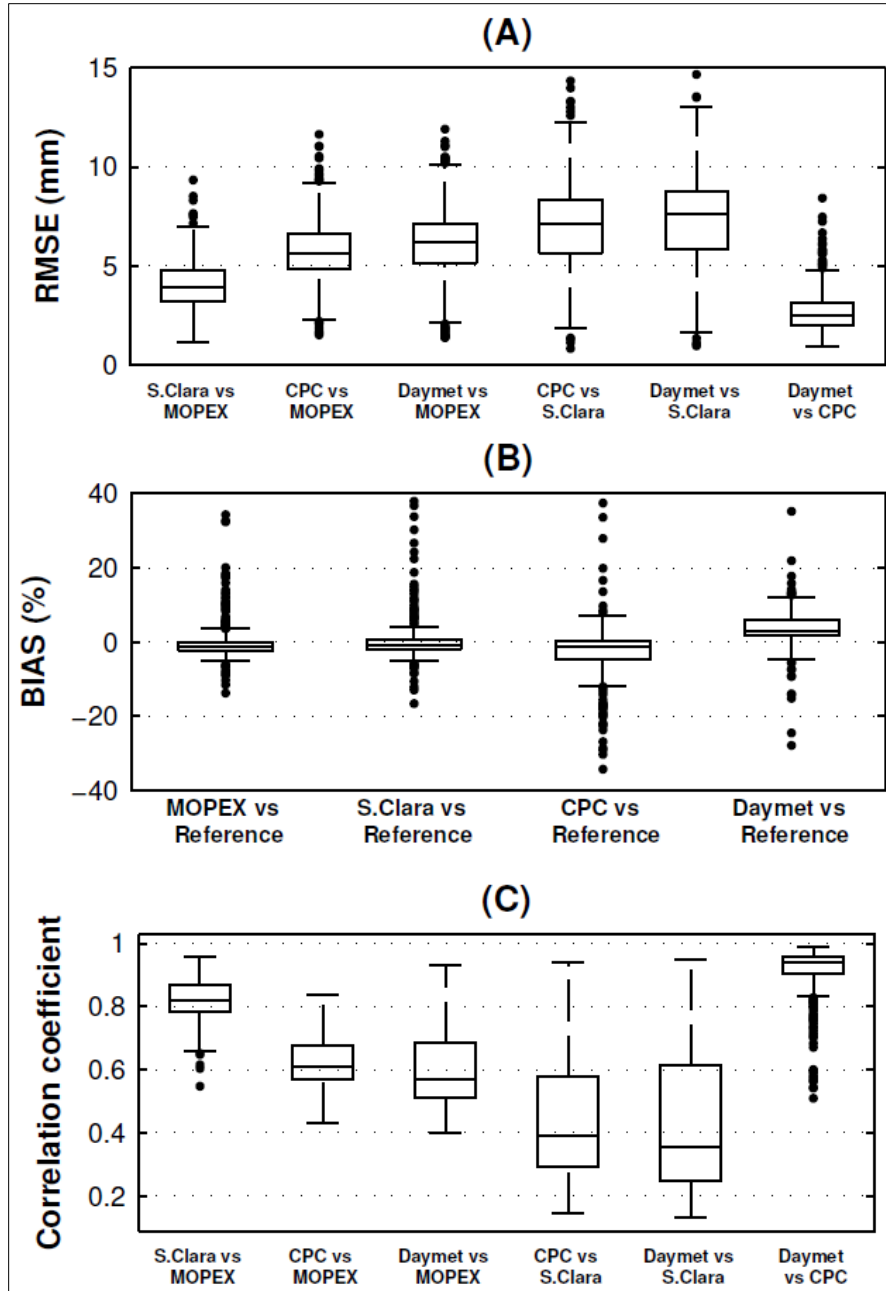 (A)
RMSE (mm)
15
10
5
0
S.Clara vs
MOPEX
CPC vs
MOPEX
Daymet vs
MOPEX
CPC vs
S.Clara
Daymet vs
S.Clara
Daymet
vs CPC
(B)
BIAS (%)
40
20
0
−20
−40
MOPEX vs
Reference
S.Clara vs
Reference
CPC vs
Reference
Daymet vs
Reference
(C)
Correlation coefficient
1
0.8
0.6
0.4
0.2
S.Clara vs
MOPEX
CPC vs
MOPEX
Daymet vs
MOPEX
CPC vs
S.Clara
Daymet vs
S.Clara
Daymet
vs CPC